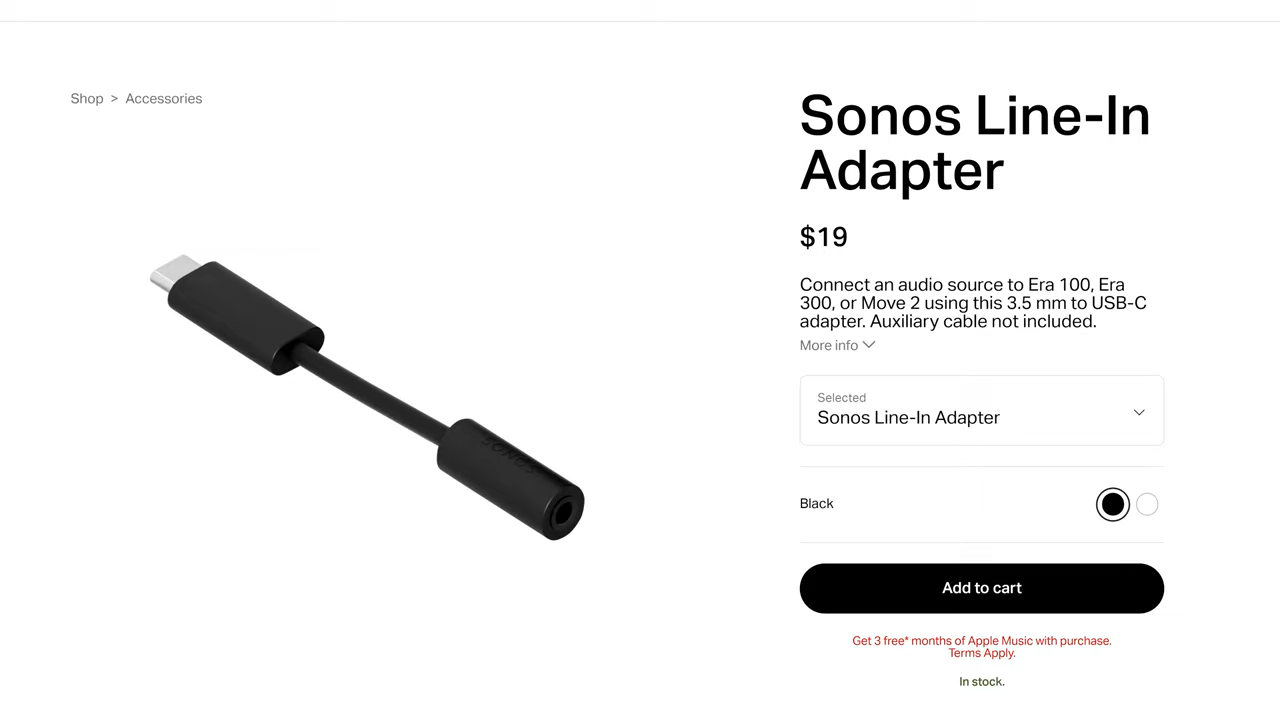 Shop > Accessories
Sonos Line-In
Adapter
$19
Connect an audio source to Era 100, Era
300, or Move 2 using this 3.5 mm to USB-C
adapter. Auxiliary cable not included.
More info
Selected
Sonos Line-In Adapter
Black
Add to cart
Get 3 free* months of Apple Music with purchase.
Terms Apply.
In stock.
SONOS